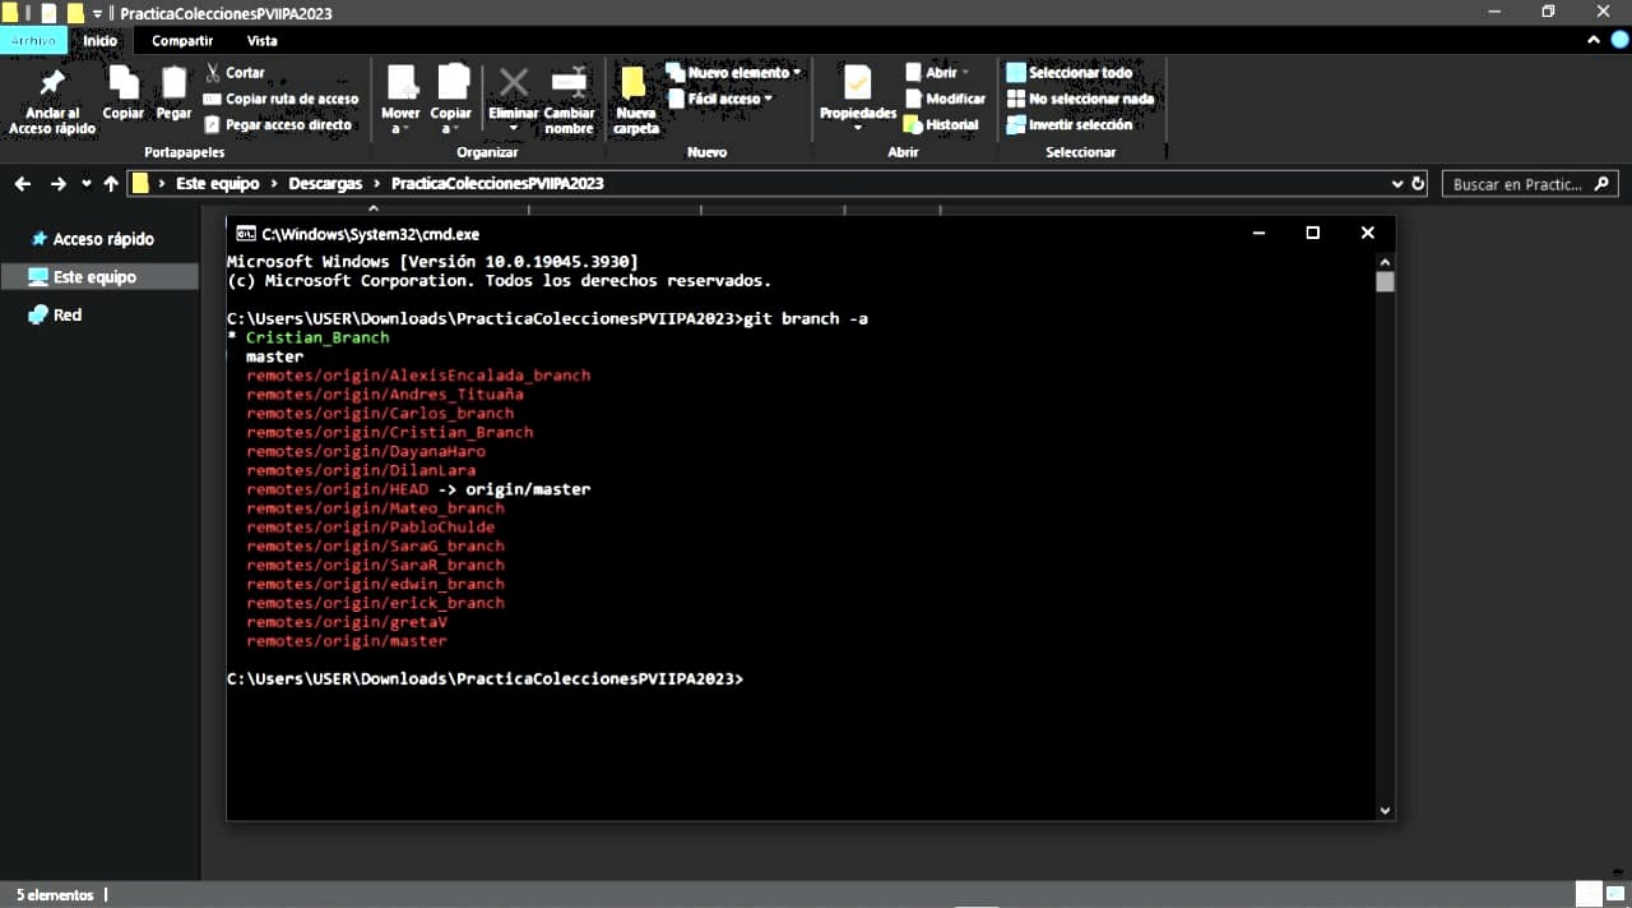 PracticaColeccionesPVIIPA2023
Archivo Inicio Compartir Vista
Anclar al Acceso rápido
Copiar
Pegar
Cortar
Copiar ruta de acceso
Pegar acceso directo
Portapapeles
Mover a
Copiar a
Eliminar
Cambiar nombre
Organizar
Nueva carpeta
Nuevo elemento
Fácil acceso
Nuevo
Propiedades
Abrir
Modificar
Historial
Abrir
Seleccionar todo
No seleccionar nada
Invertir selección
Seleccionar
Este equipo > Descargas > PracticaColeccionesPVIIPA2023
Buscar en Practic...
Acceso rápido
Este equipo
Red
C:\Windows\System32\cmd.exe
Microsoft Windows [Versión 10.0.19045.3930]
(c) Microsoft Corporation. Todos los derechos reservados.
C:\Users\USER\Downloads\PracticaColeccionesPVIIPA2023>git branch -a
* Cristian_Branch
master
remotes/origin/AlexisEncalada_branch
remotes/origin/Andres_Tituaña
remotes/origin/Carlos_branch
remotes/origin/Cristian_Branch
remotes/origin/DayanaHaro
remotes/origin/DilanLara
remotes/origin/HEAD -> origin/master
remotes/origin/Mateo_branch
remotes/origin/PabloChulde
remotes/origin/SaraG_branch
remotes/origin/SaraR_branch
remotes/origin/edwin_branch
remotes/origin/erick_branch
remotes/origin/gretaV
remotes/origin/master
C:\Users\USER\Downloads\PracticaColeccionesPVIIPA2023>
5 elementos